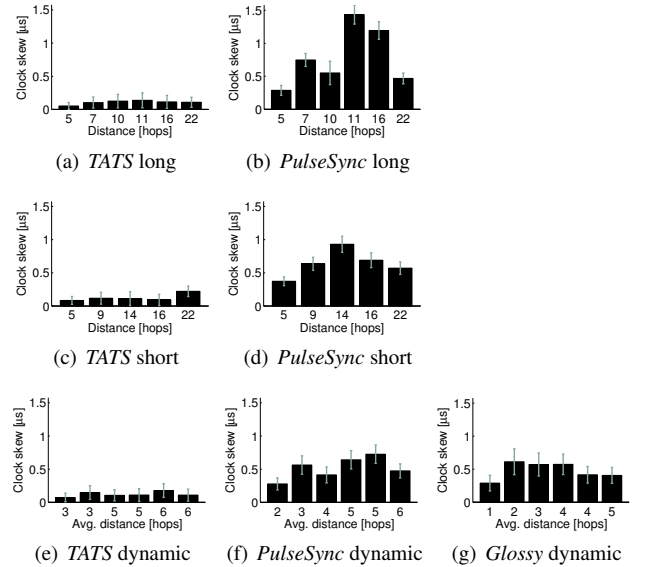 Clock skew [µs]
1.5
1
0.5
0
5 7 10 11 16 22
Distance [hops]
(a) TATS long
Clock skew [µs]
1.5
1
0.5
0
5 7 10 11 16 22
Distance [hops]
(b) PulseSync long
Clock skew [µs]
1.5
1
0.5
0
5 9 14 16 22
Distance [hops]
(c) TATS short
Clock skew [µs]
1.5
1
0.5
0
5 9 14 16 22
Distance [hops]
(d) PulseSync short
Clock skew [µs]
1.5
1
0.5
0
3 3 5 5 6 6
Avg. distance [hops]
(e) TATS dynamic
Clock skew [µs]
1.5
1
0.5
0
2 3 4 5 5 6
Avg. distance [hops]
(f) PulseSync dynamic
Clock skew [µs]
1.5
1
0.5
0
1 2 3 4 4 5
Avg. distance [hops]
(g) Glossy dynamic